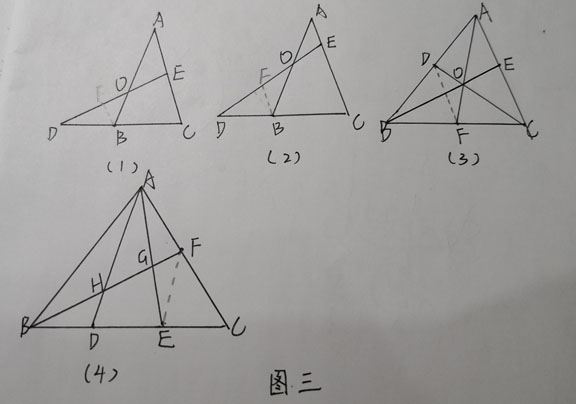 A A A
O E F O E D O E
F
D B C D B C B F C
(1) (2) (3)
A
F
G
H
B D E C
(4)
图三